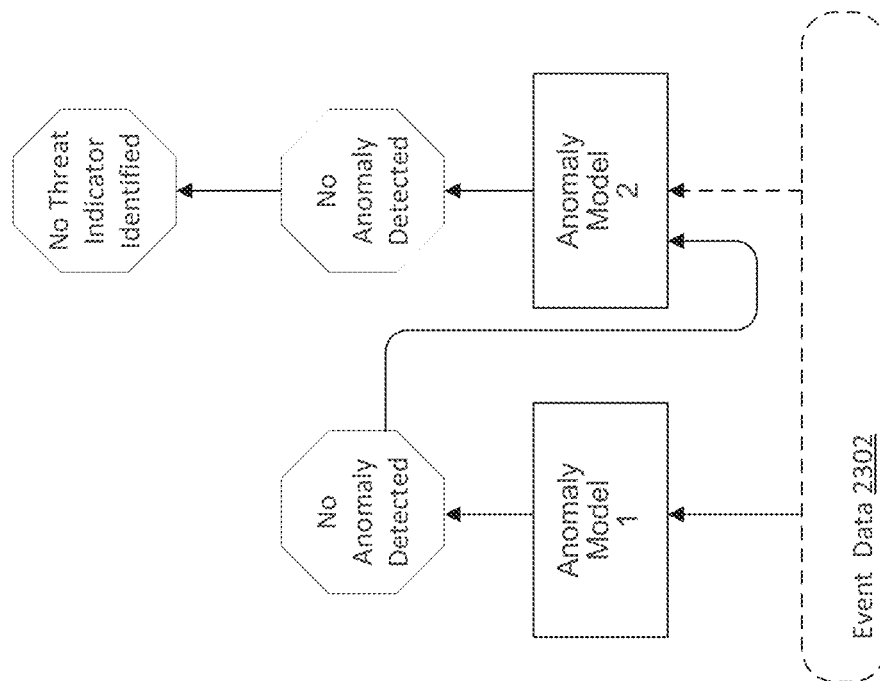 Event Data 2302
Anomaly
Model
1
No
Anomaly
Detected
Anomaly
Model
2
No
Anomaly
Detected
No Threat
Indicator
Identified